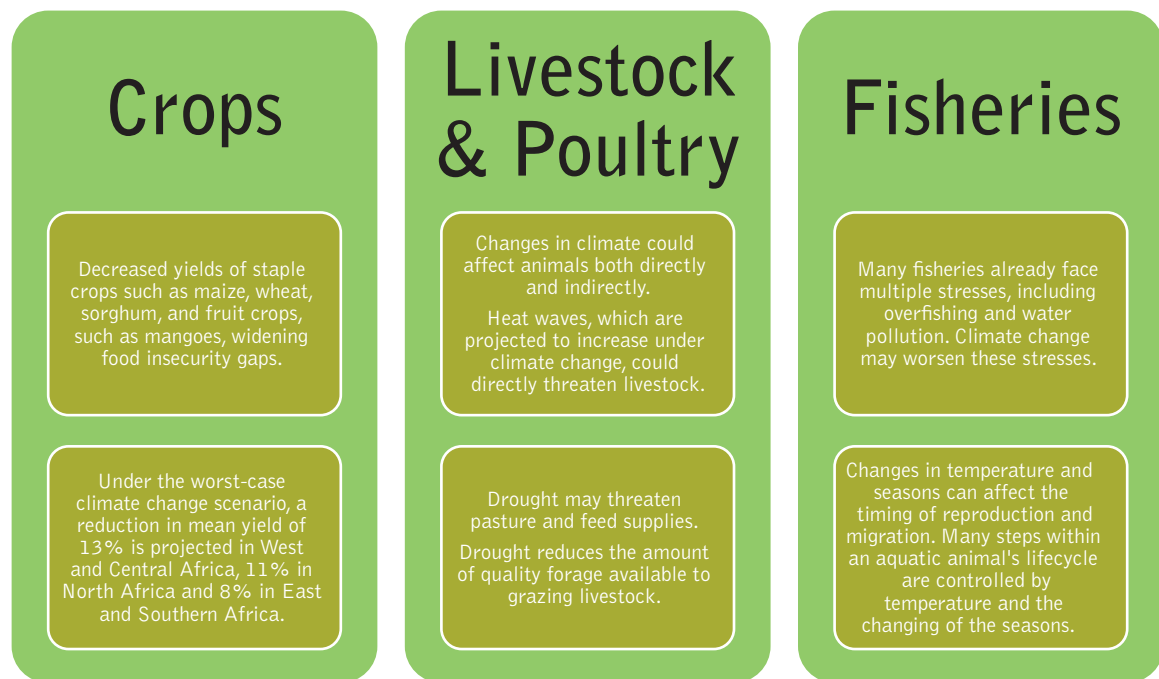 Crops
Decreased yields of staple
crops such as maize, wheat,
sorghum, and fruit crops,
such as mangoes, widening
food insecurity gaps.
Under the worst-case
climate change scenario, a
reduction in mean yield of
13% is projected in West
and Central Africa, 11% in
North Africa and 8% in East
and Southern Africa.
Livestock
& Poultry
Changes in climate could
affect animals both directly
and indirectly.
Heat waves, which are
projected to increase under
climate change, could
directly threaten livestock.
Drought may threaten
pasture and feed supplies.
Drought reduces the amount
of quality forage available to
grazing livestock.
Fisheries
Many fisheries already face
multiple stresses, including
overfishing and water
pollution. Climate change
may worsen these stresses.
Changes in temperature and
seasons can affect the
timing of reproduction and
migration. Many steps within
an aquatic animal's lifecycle
are controlled by
temperature and the
changing of the seasons.